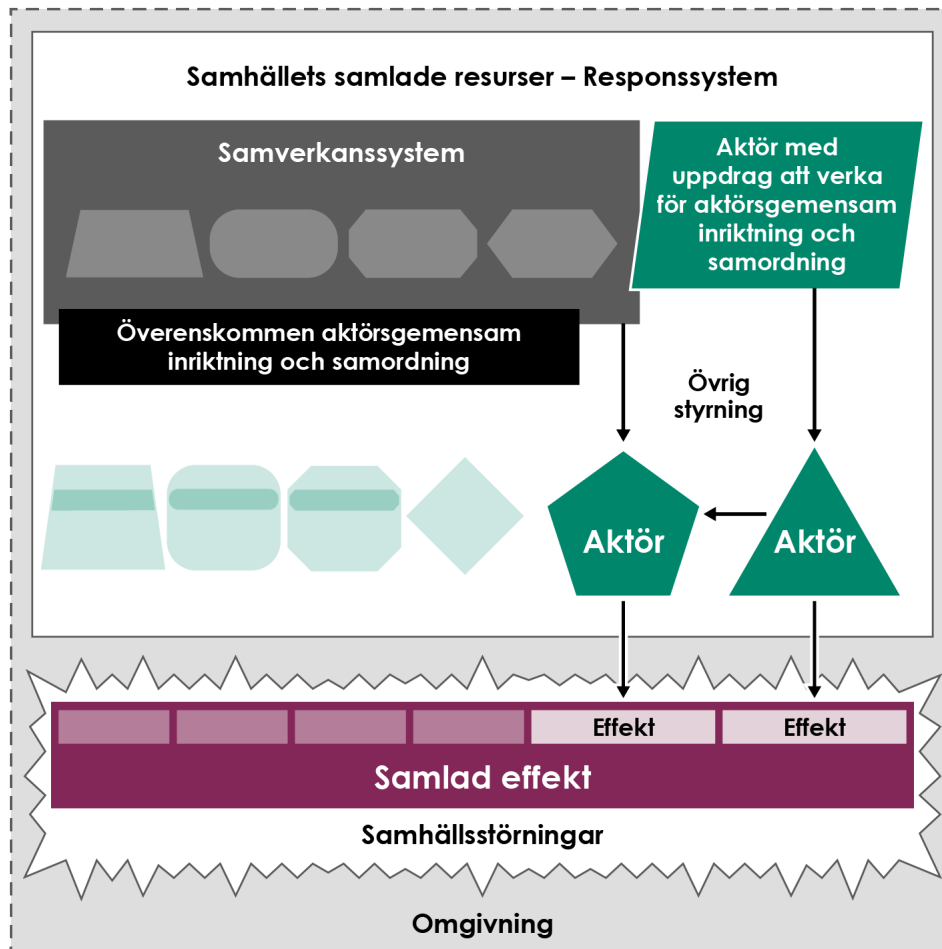 Samhällets samlade resurser – Responssystem
Samverkanssystem
Aktör med
uppdrag att verka
för aktörsgemensam
inriktning och
samordning
Överenskommen aktörsgemensam
inriktning och samordning
Övrig
styrning
Aktör
Aktör
Effekt
Effekt
Samlad effekt
Samhällsstörningar
Omgivning